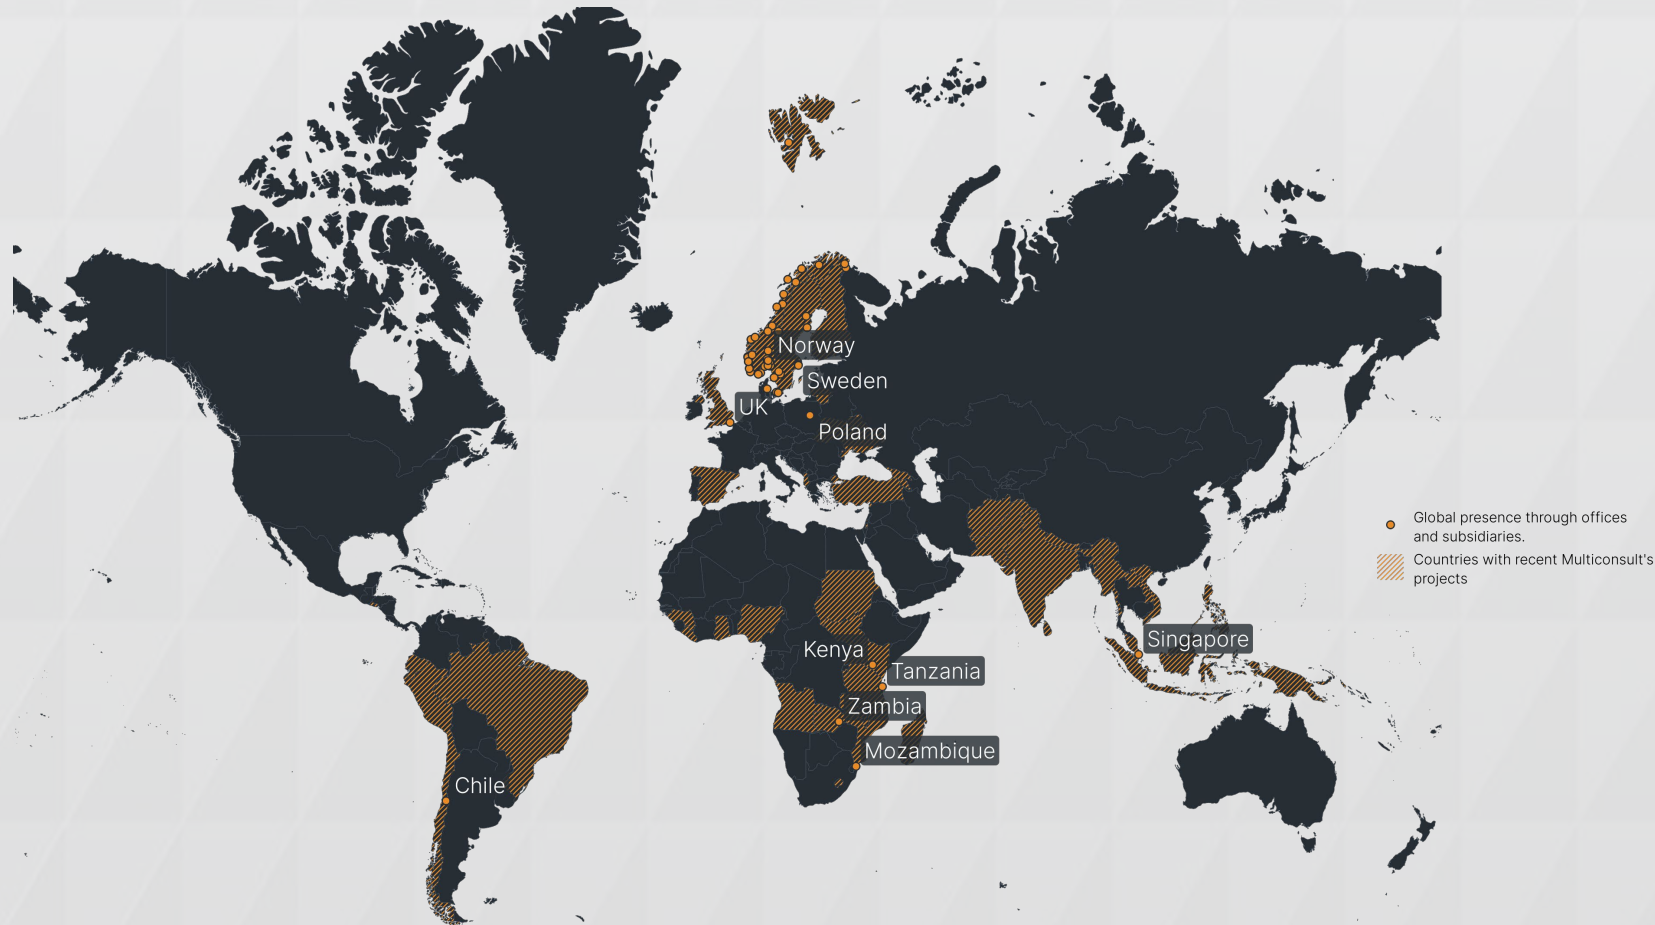 Norway
Sweden
UK
Poland
Global presence through offices
and subsidiaries.
Countries with recent Multiconsult's
projects
Singapore
Kenya
Tanzania
Zambia
Mozambique
Chile